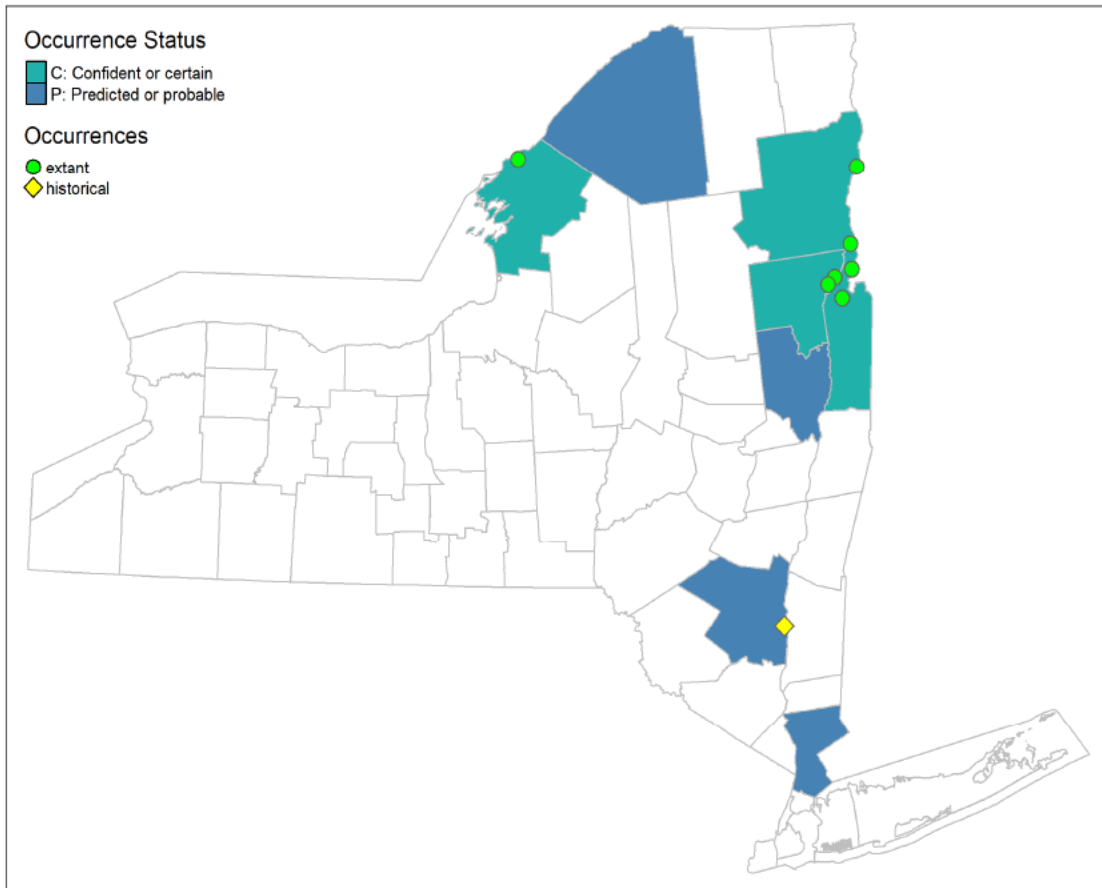 Occurrence Status
C: Confident or certain
P: Predicted or probable
Occurrences
extant
historical